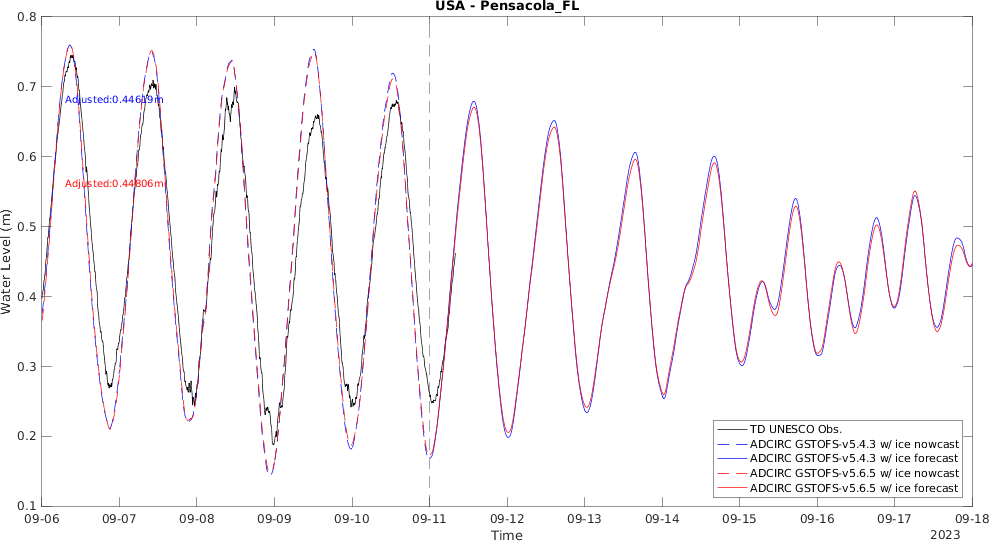 USA - Pensacola_FL
0.8
0.7
0.6
0.5
0.4
0.3
0.2
0.1
Water Level (m)
Adjusted:0.44619m
Adjusted:0.44806m
TD UNESCO Obs.
ADCIRC GSTOFS-v5.4.3 w/ ice nowcast
ADCIRC GSTOFS-v5.4.3 w/ ice forecast
ADCIRC GSTOFS-v5.6.5 w/ ice nowcast
ADCIRC GSTOFS-v5.6.5 w/ ice forecast
09-06 09-07 09-08 09-09 09-10 09-11 09-12 09-13 09-14 09-15 09-16 09-17 09-18
Time
2023